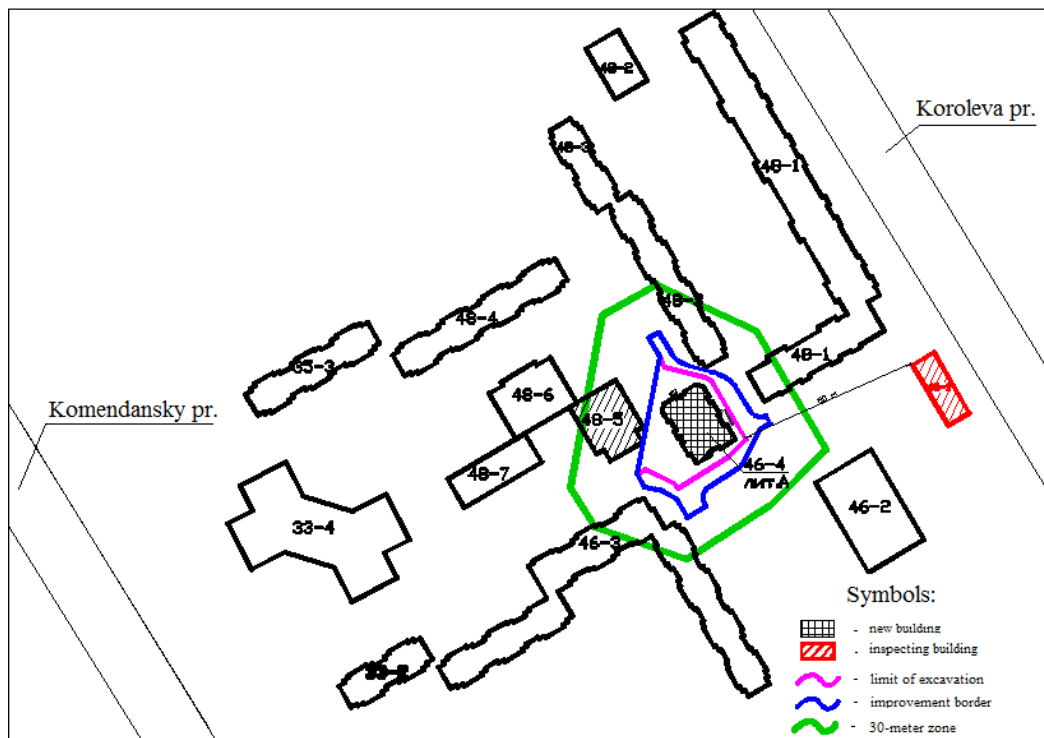 48-2
Koroleva pr.
48-3
48-1
48-2
48-4
35-3
48-1
48-6
Komendansky pr.
48-5
46-4
лит.А
48-7
46-2
33-4
46-3
Symbols:
- new building
- inspecting building
- limit of excavation
- improvement border
- 30-meter zone